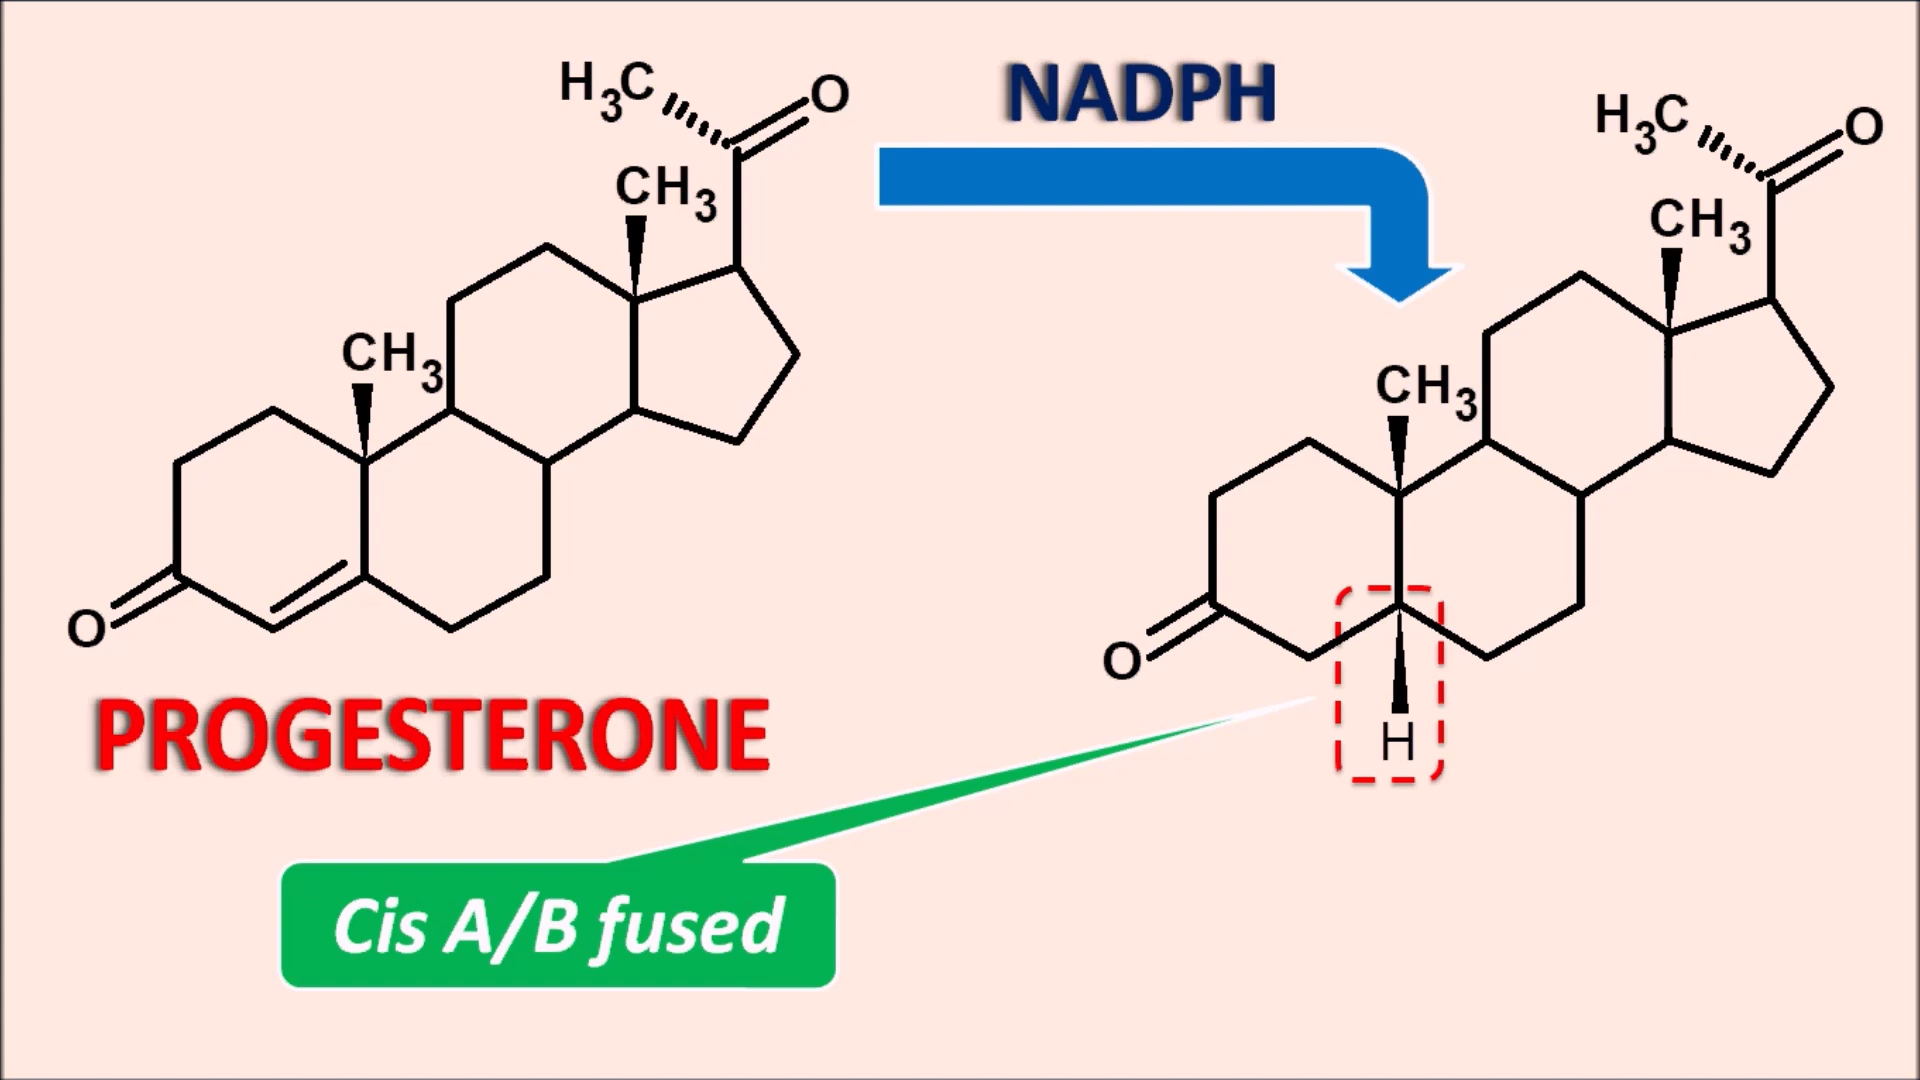 H3C
O
NADPH
H3C
O
CH3
CH3
CH3
CH3
O
O
PROGESTERONE
H
Cis A/B fused